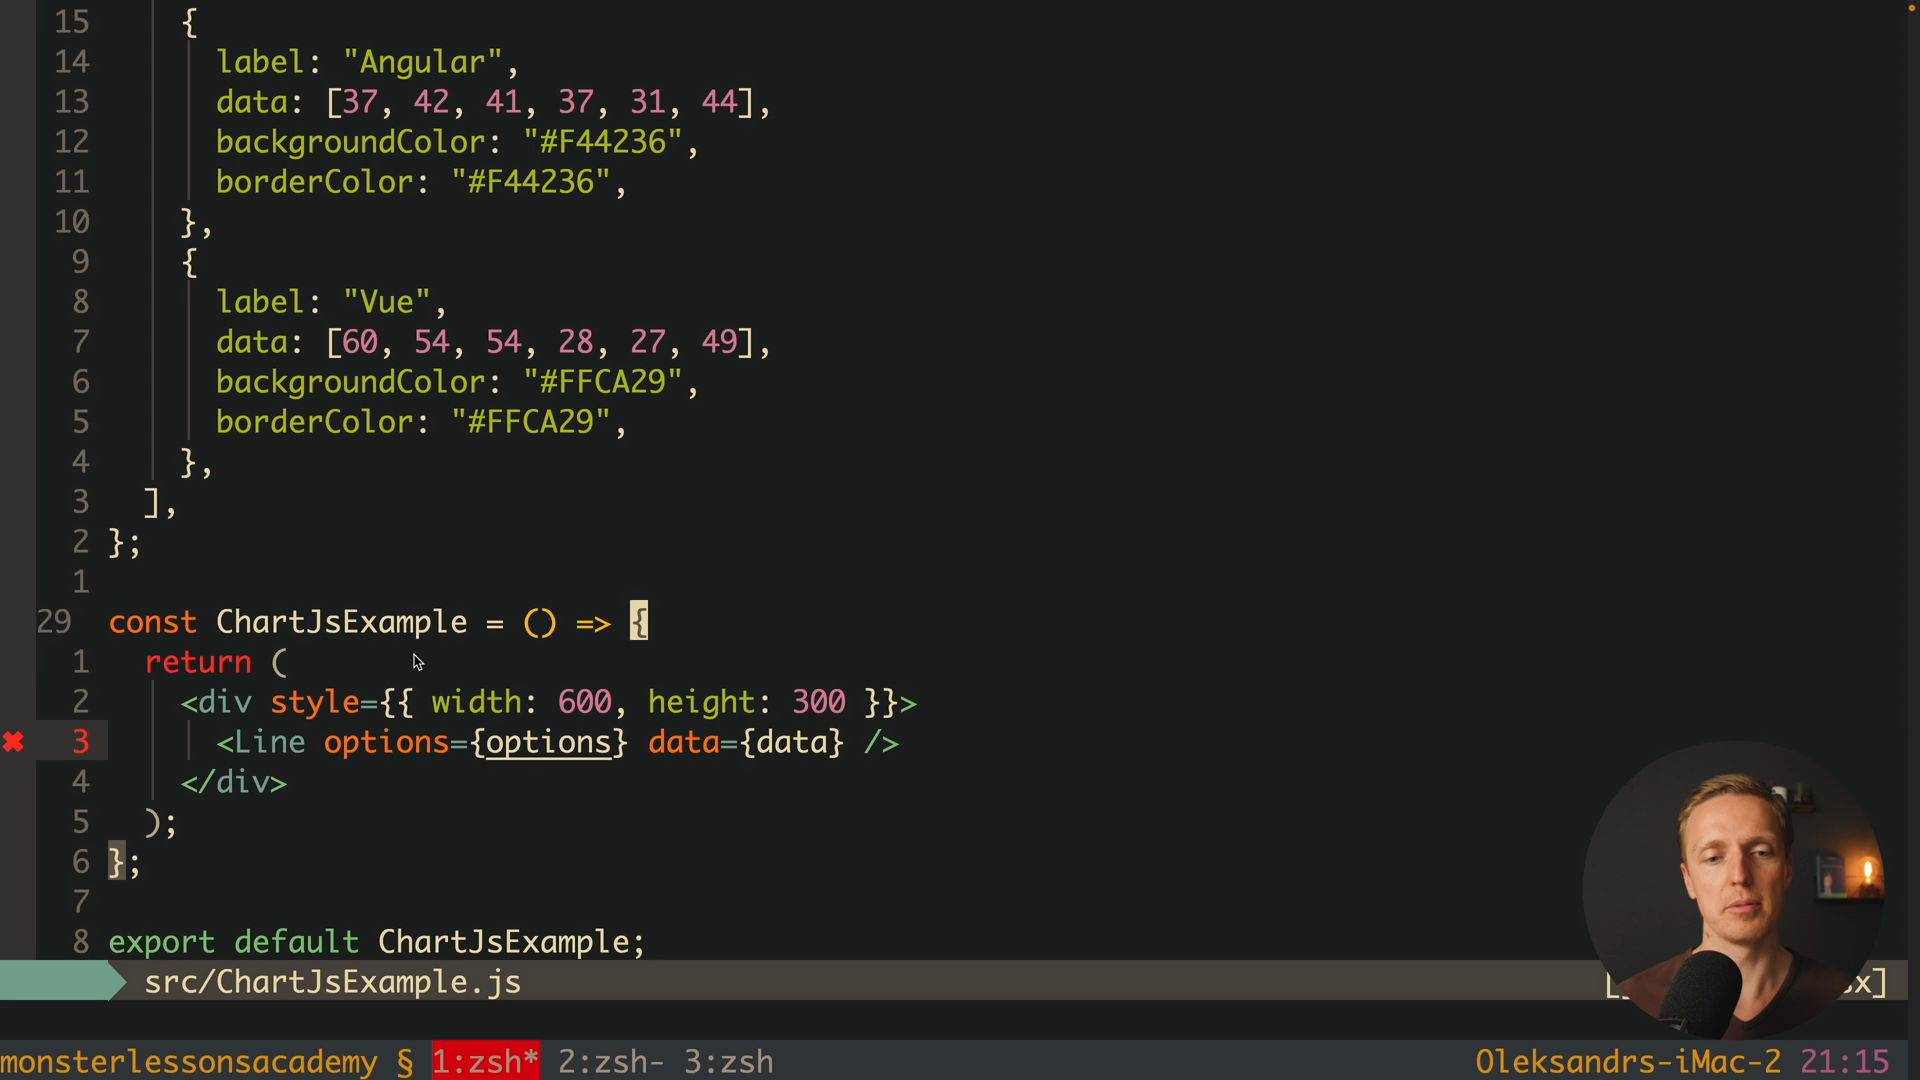 15 {
14 label: "Angular",
13 data: [37, 42, 41, 37, 31, 44],
12 backgroundColor: "#F44236",
11 borderColor: "#F44236",
10 },
9 {
8 label: "Vue",
7 data: [60, 54, 54, 28, 27, 49],
6 backgroundColor: "#FFCA29",
5 borderColor: "#FFCA29",
4 },
3 ],
2 };
1
29 const ChartJsExample = () => {
1 return (
2 <div style={{ width: 600, height: 300 }}>
✖ 3 <Line options={options} data={data} />
4 </div>
5 );
6 };
7
8 export default ChartJsExample;
src/ChartJsExample.js
monsterlessonsacademy § 1:zsh* 2:zsh- 3:zsh Oleksandrs-iMac-2 21:15